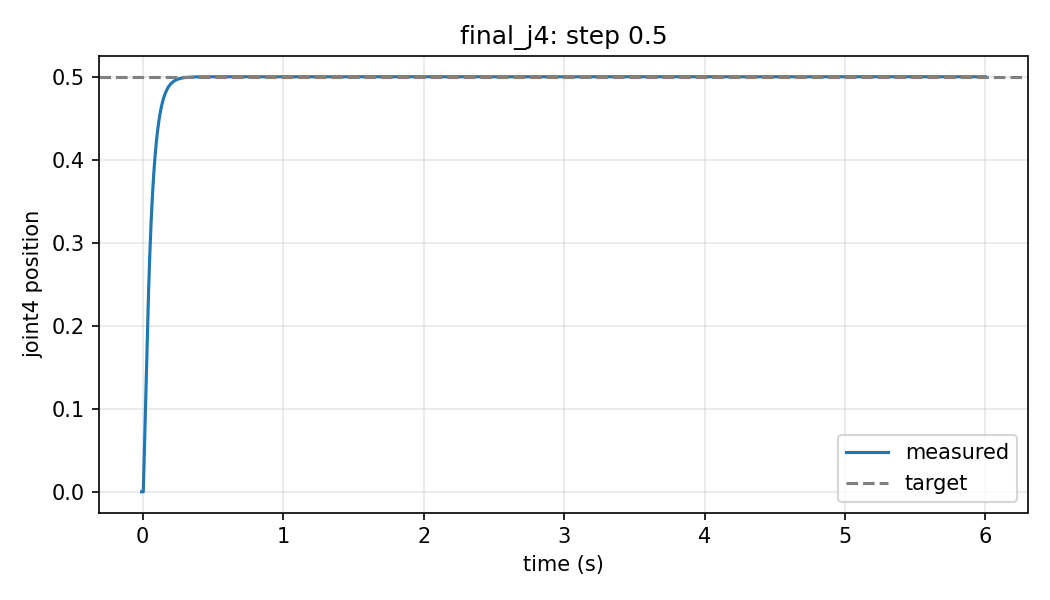 final_j4: step 0.5
joint4 position
0.5
0.4
0.3
0.2
0.1
0.0
measured
target
0 1 2 3 4 5 6
time (s)